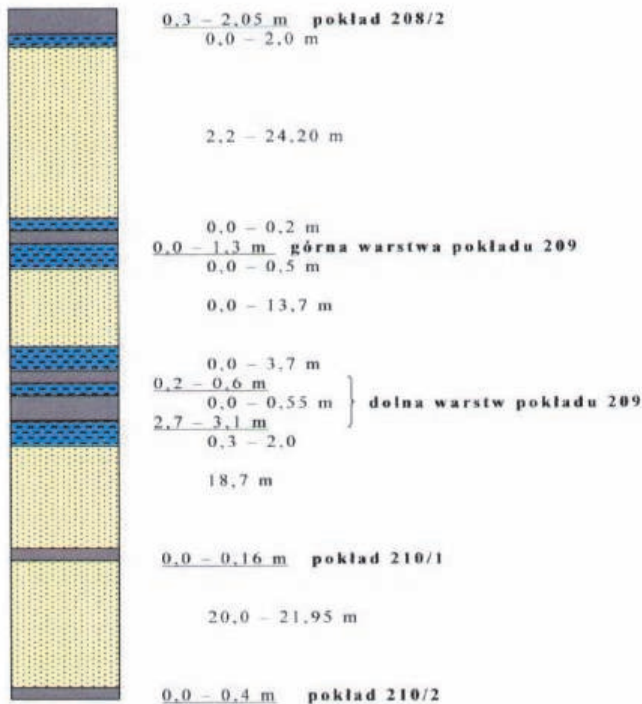 0,3 – 2,05 m pokład 208/2
0,0 – 2,0 m
2,2 – 24,20 m
0,0 – 0,2 m
0,0 – 1,3 m górna warstwa pokładu 209
0,0 – 0,5 m
0,0 – 13,7 m
0,0 – 3,7 m
0,2 – 0,6 m
0,0 – 0,55 m dolna warstw pokładu 209
2,7 – 3,1 m
0,3 – 2,0
18,7 m
0,0 – 0,16 m pokład 210/1
20,0 – 21,95 m
0,0 – 0,4 m pokład 210/2